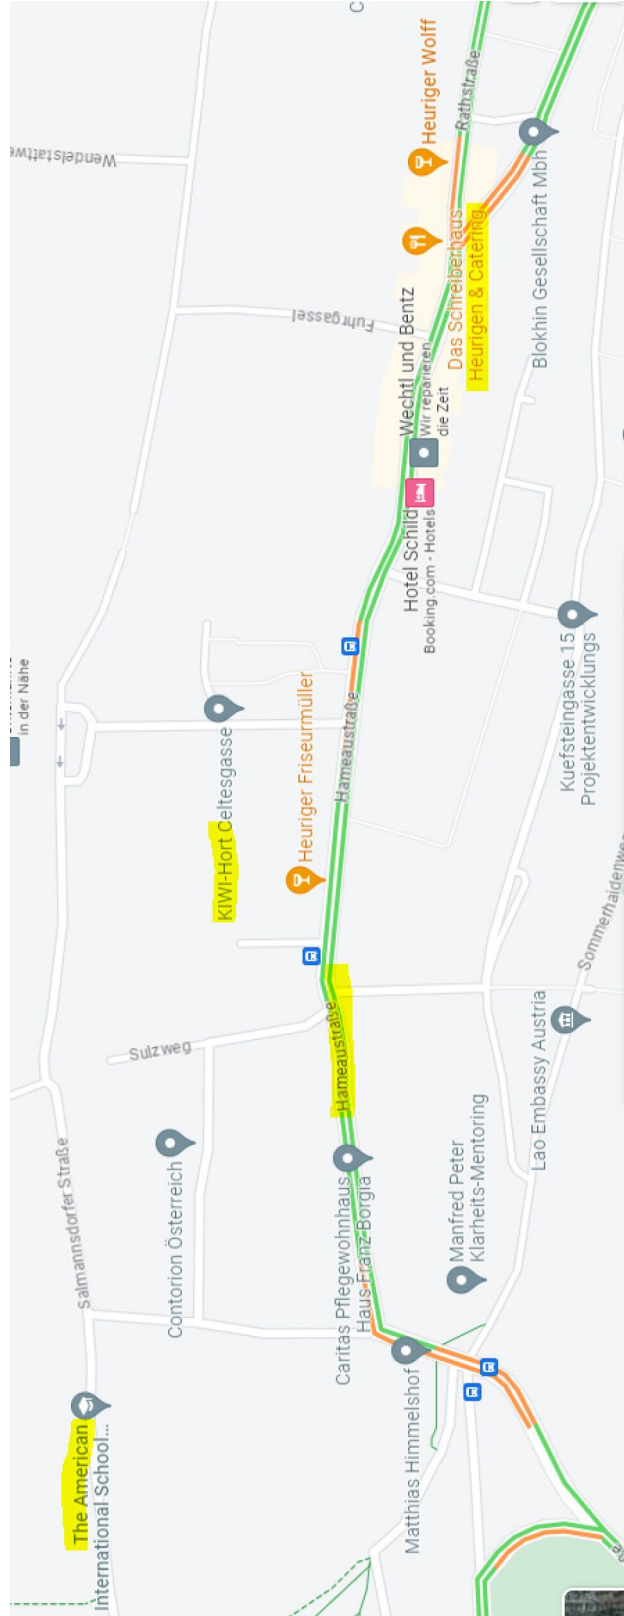 The American
International School...
Salmannsdorfer Straße
in der Nähe
Wendelstattwe
Contorion Österreich
Sulzweg
KIWI-Hort Celtesgasse
Fuhrgassel
Caritas Pflegewohnhaus
Haus Franz Borgia
Hameaustraße
Heuriger Friseurmüller
Hameaustraße
Hotel Schild
Booking.com - Hotels
Wechtl und Bentz
Wir reparieren
die Zeit
Das Schreiberhaus
Heurigen & Catering
Heuriger Wolff
Rathstraße
Matthias Himmelshof
Manfred Peter
Klarheits-Mentoring
Lao Embassy Austria
Sommerhaidenweg
Kuefsteingasse 15
Projektentwicklungs
Blokhin Gesellschaft Mbh
C